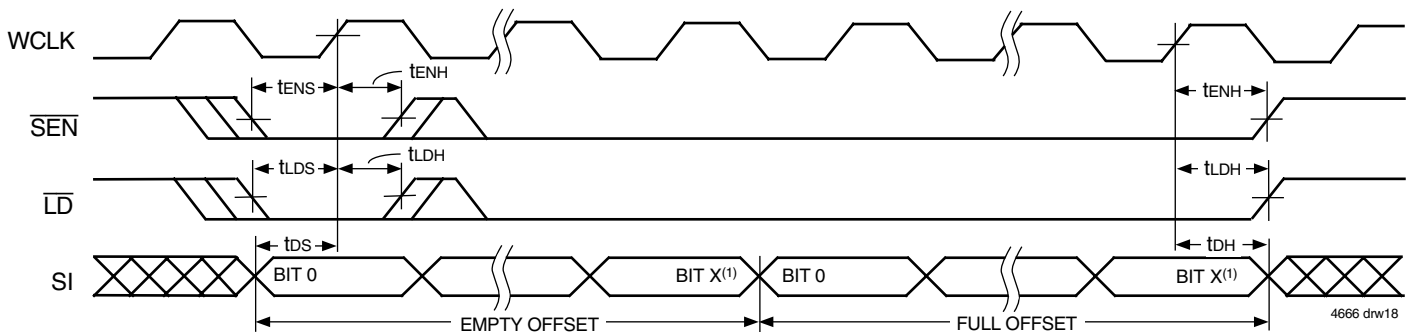 WCLK
tENS
tENH
tENH
SEN
tLDS
tLDH
tLDH
LD
tDS
tDH
SI
BIT 0
BIT X(1)
BIT 0
BIT X(1)
EMPTY OFFSET
FULL OFFSET
4666 drw18